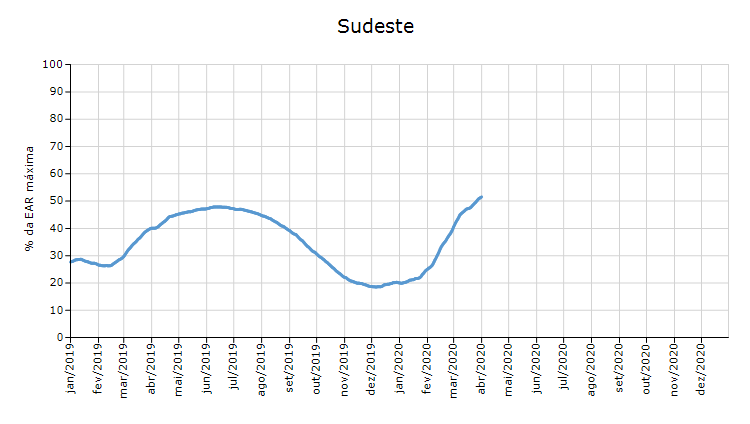 Sudeste
% da EAR máxima
100
90
80
70
60
50
40
30
20
10
0
jan/2019
fev/2019
mar/2019
abr/2019
mai/2019
jun/2019
jul/2019
ago/2019
set/2019
out/2019
nov/2019
dez/2019
jan/2020
fev/2020
mar/2020
abr/2020
mai/2020
jun/2020
jul/2020
ago/2020
set/2020
out/2020
nov/2020
dez/2020